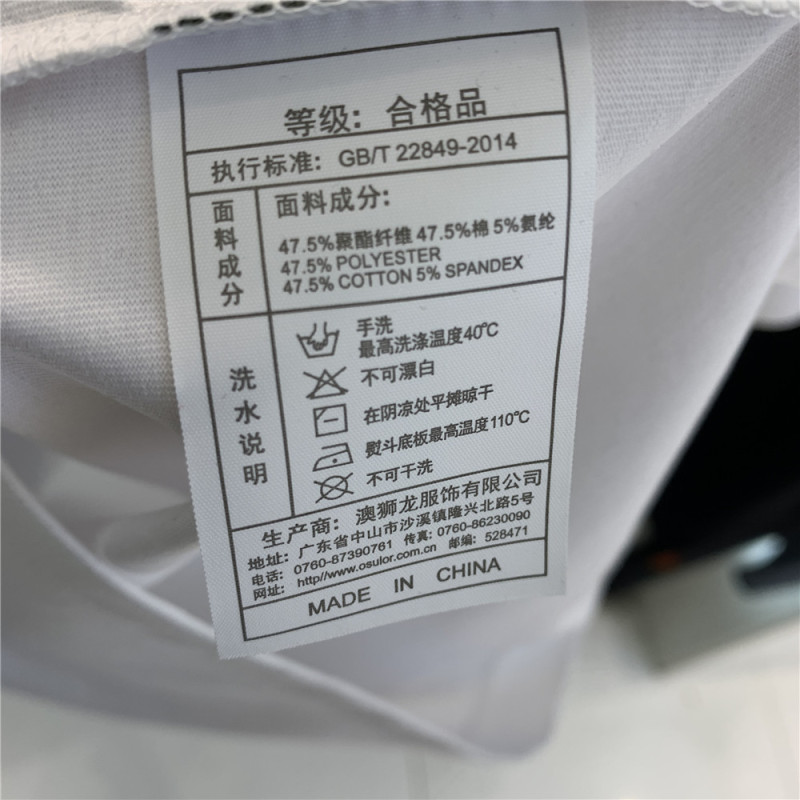 等级: 合格品
执行标准: GB/T 22849-2014
面料成分
面料成分:
47.5%聚酯纤维 47.5%棉 5%氨纶
47.5% POLYESTER
47.5% COTTON 5% SPANDEX
洗水说明
手洗
最高洗涤温度40℃
不可漂白
在阴凉处平摊晾干
熨斗底板最高温度110℃
不可干洗
生产商: 澳狮龙服饰有限公司
地址: 广东省中山市沙溪镇隆兴北路5号
电话: 0760-87390761 传真: 0760-86230090
网址: http//www.osulor.com.cn 邮编: 528471
MADE IN CHINA